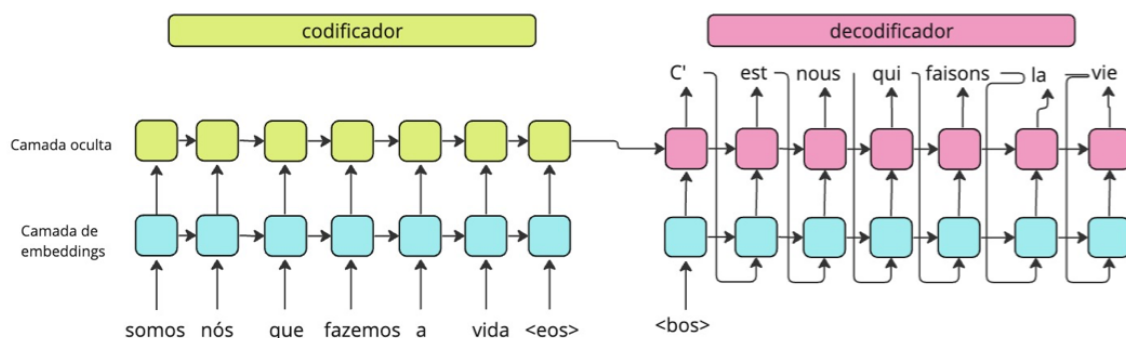 codificador
decodificador
C' est nous qui faisons la vie
Camada oculta
Camada de
embeddings
somos nós que fazemos a vida <eos>
<bos>